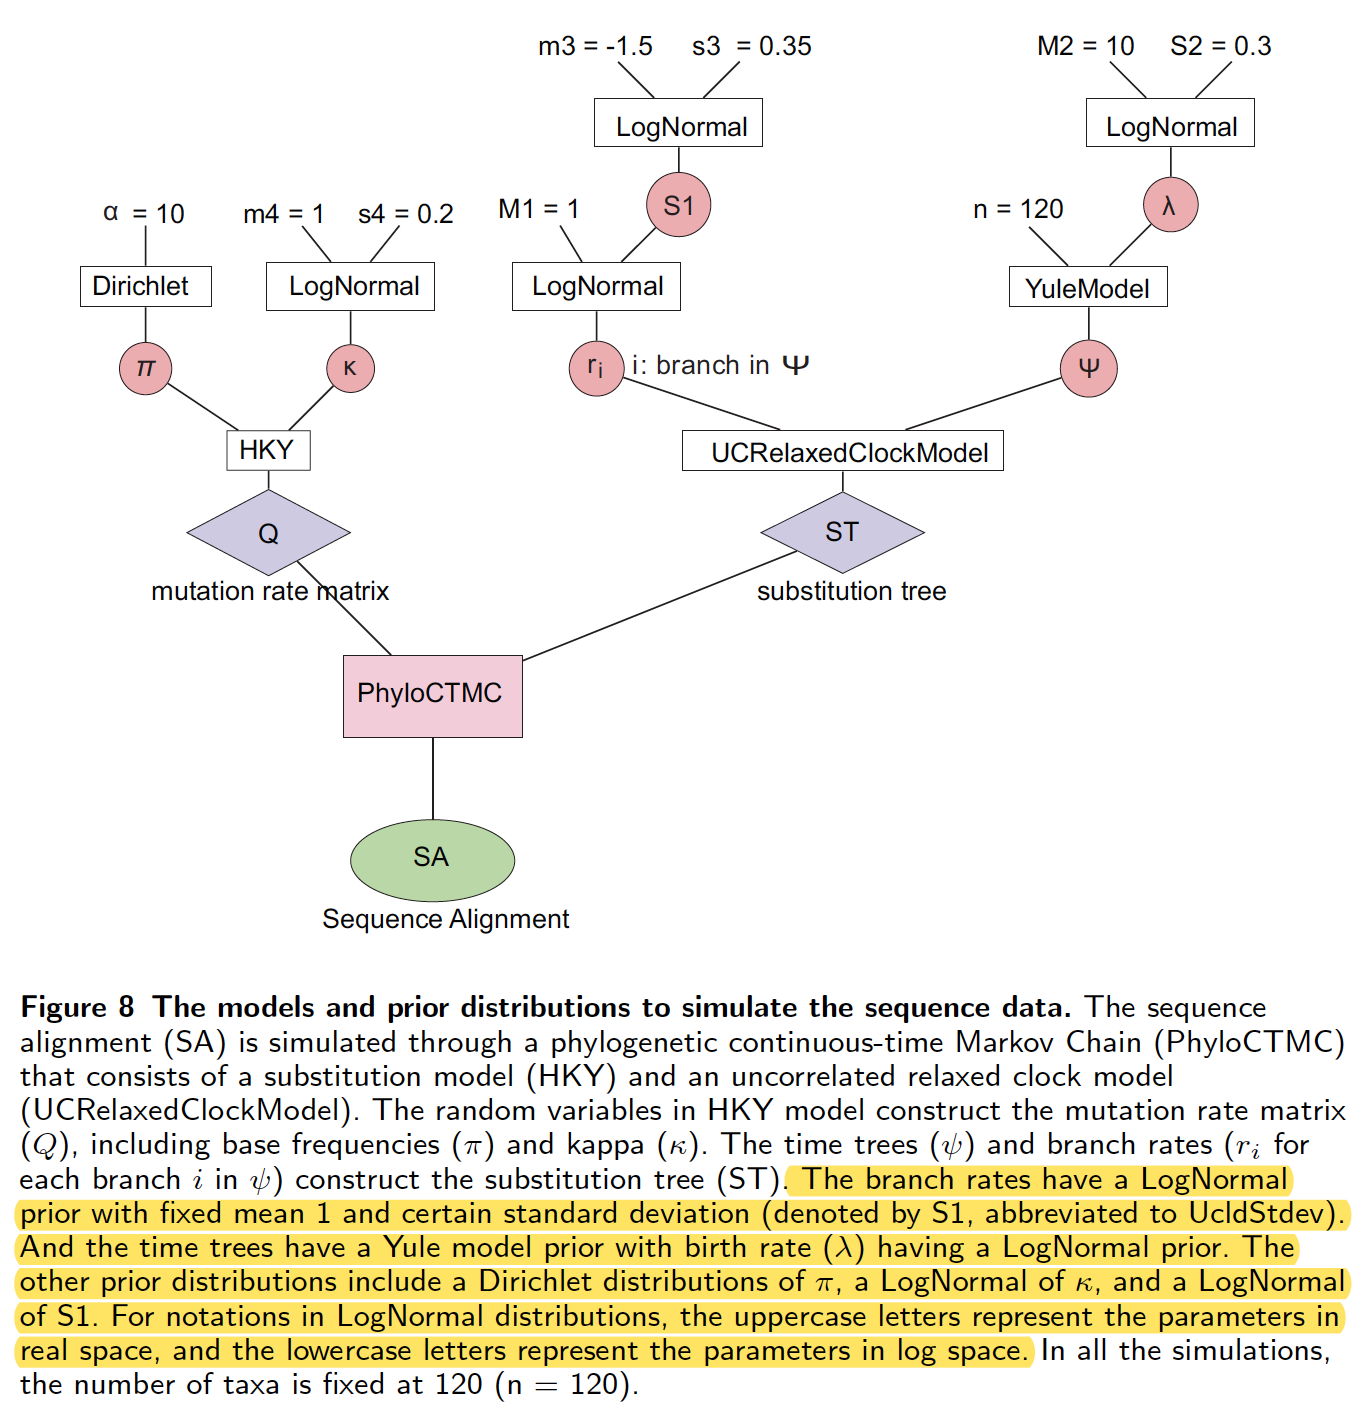 m3 = -1.5 s3 = 0.35 M2 = 10 S2 = 0.3
LogNormal LogNormal
α = 10 m4 = 1 s4 = 0.2 M1 = 1 S1 n = 120 λ
Dirichlet LogNormal LogNormal YuleModel
π κ ri i: branch in Ψ Ψ
HKY UCRelaxedClockModel
Q ST
mutation rate matrix substitution tree
PhyloCTMC
SA
Sequence Alignment
Figure 8 The models and prior distributions to simulate the sequence data. The sequence
alignment (SA) is simulated through a phylogenetic continuous-time Markov Chain (PhyloCTMC)
that consists of a substitution model (HKY) and an uncorrelated relaxed clock model
(UCRelaxedClockModel). The random variables in HKY model construct the mutation rate matrix
(Q), including base frequencies (π) and kappa (κ). The time trees (ψ) and branch rates (ri for
each branch i in ψ) construct the substitution tree (ST). The branch rates have a LogNormal
prior with fixed mean 1 and certain standard deviation (denoted by S1, abbreviated to UcldStdev).
And the time trees have a Yule model prior with birth rate (λ) having a LogNormal prior. The
other prior distributions include a Dirichlet distributions of π, a LogNormal of κ, and a LogNormal
of S1. For notations in LogNormal distributions, the uppercase letters represent the parameters in
real space, and the lowercase letters represent the parameters in log space. In all the simulations,
the number of taxa is fixed at 120 (n = 120).